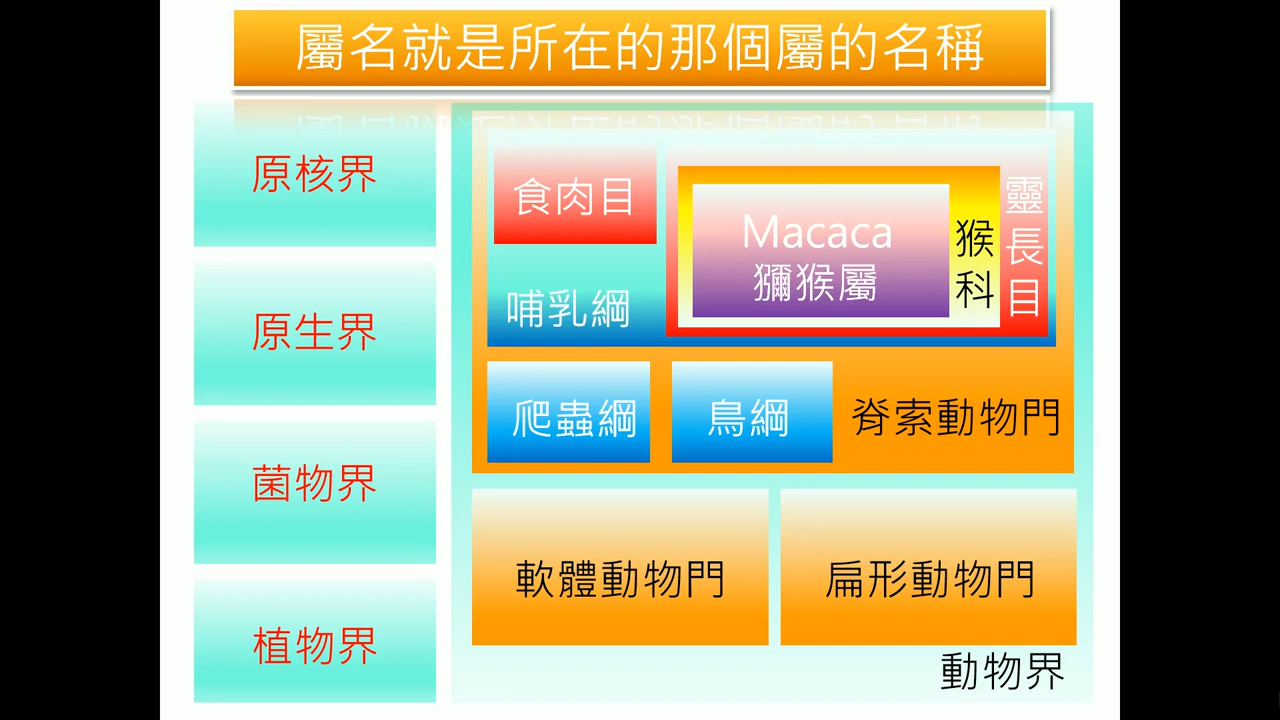 屬名就是所在的那個屬的名稱
原核界
原生界
菌物界
植物界
食肉目
哺乳綱
Macaca
獼猴屬
猴科
靈長目
爬蟲綱
鳥綱
脊索動物門
軟體動物門
扁形動物門
動物界